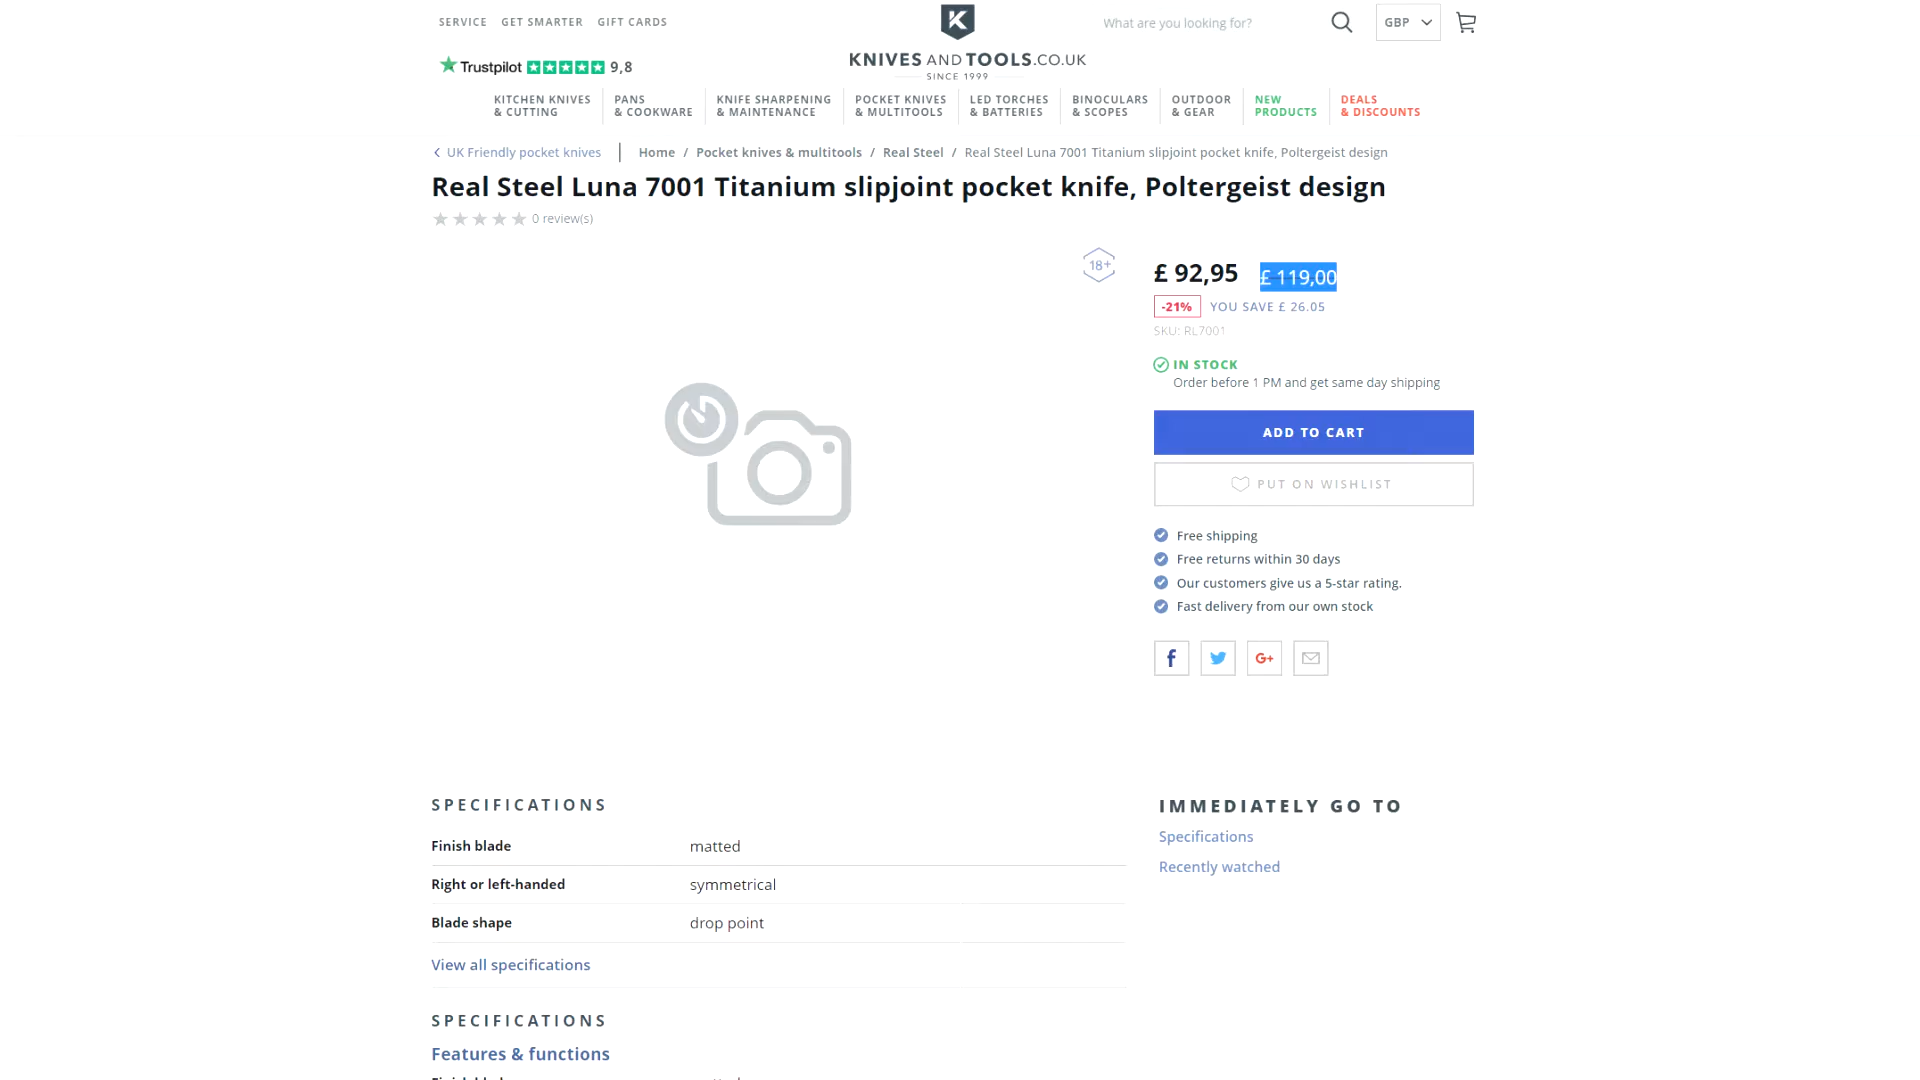 SERVICE GET SMARTER GIFT CARDS
K
What are you looking for?
GBP
Trustpilot 9,8
KNIVES AND TOOLS.CO.UK
SINCE 1999
KITCHEN KNIVES & CUTTING
PANS & COOKWARE
KNIFE SHARPENING & MAINTENANCE
POCKET KNIVES & MULTITOOLS
LED TORCHES & BATTERIES
BINOCULARS & SCOPES
OUTDOOR & GEAR
NEW PRODUCTS
DEALS & DISCOUNTS
UK Friendly pocket knives | Home / Pocket knives & multitools / Real Steel / Real Steel Luna 7001 Titanium slipjoint pocket knife, Poltergeist design
Real Steel Luna 7001 Titanium slipjoint pocket knife, Poltergeist design
0 review(s)
18+
£ 92,95 £ 119,00
-21% YOU SAVE £ 26.05
SKU: RL7001
IN STOCK
Order before 1 PM and get same day shipping
ADD TO CART
PUT ON WISHLIST
Free shipping
Free returns within 30 days
Our customers give us a 5-star rating.
Fast delivery from our own stock
f G+
SPECIFICATIONS
Finish blade matted
Right or left-handed symmetrical
Blade shape drop point
View all specifications
IMMEDIATELY GO TO
Specifications
Recently watched
SPECIFICATIONS
Features & functions